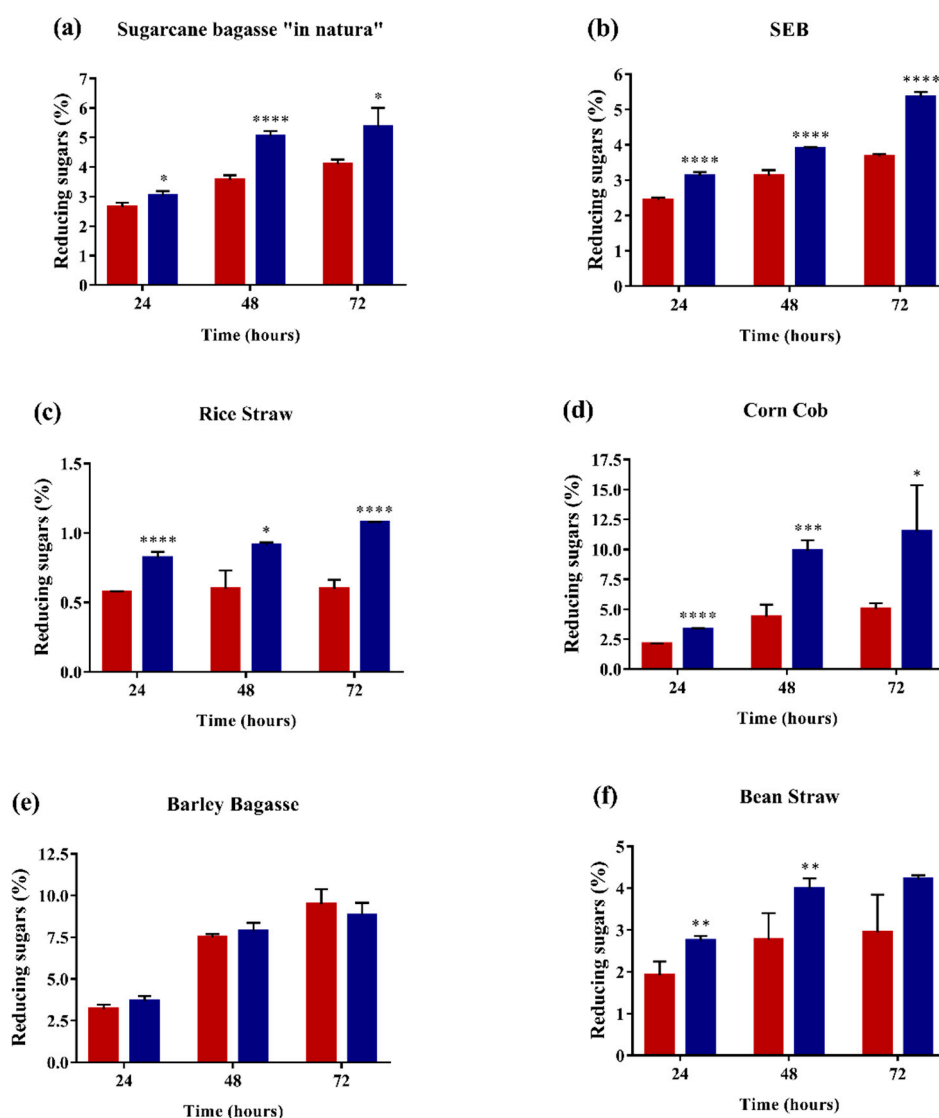 (a) Sugarcane bagasse "in natura"
Reducing sugars (%)
7
6
5
4
3
2
1
0
*
****
*
24 48 72
Time (hours)
(b) SEB
Reducing sugars (%)
6
5
4
3
2
1
0
****
****
****
24 48 72
Time (hours)
(c) Rice Straw
Reducing sugars (%)
1.5
1.0
0.5
0.0
****
*
****
24 48 72
Time (hours)
(d) Corn Cob
Reducing sugars (%)
17.5
15.0
12.5
10.0
7.5
5.0
2.5
0.0
****
***
*
24 48 72
Time (hours)
(e) Barley Bagasse
Reducing sugars (%)
12.5
10.0
7.5
5.0
2.5
0.0
24 48 72
Time (hours)
(f) Bean Straw
Reducing sugars (%)
5
4
3
2
1
0
**
**
24 48 72
Time (hours)